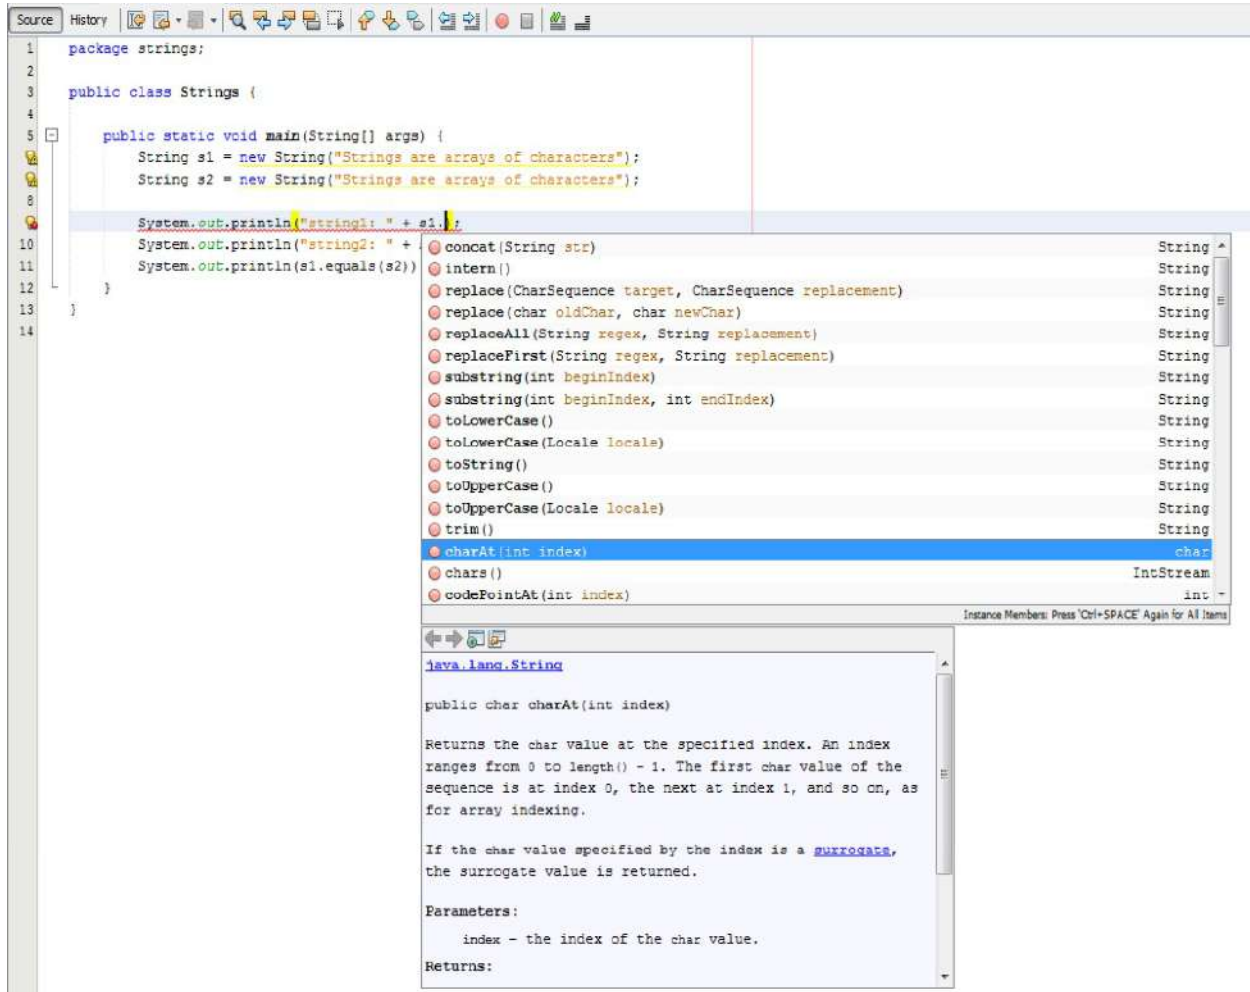 Source History
1 package strings;
2
3 public class Strings {
4
5 public static void main(String[] args) {
String s1 = new String("Strings are arrays of characters");
String s2 = new String("Strings are arrays of characters");
8
System.out.println("string1: " + s1.);
10 System.out.println("string2: " +
11 System.out.println(s1.equals(s2))
12 }
13 }
14
concat(String str) String
intern() String
replace(CharSequence target, CharSequence replacement) String
replace(char oldChar, char newChar) String
replaceAll(String regex, String replacement) String
replaceFirst(String regex, String replacement) String
substring(int beginIndex) String
substring(int beginIndex, int endIndex) String
toLowerCase() String
toLowerCase(Locale locale) String
toString() String
toUpperCase() String
toUpperCase(Locale locale) String
trim() String
charAt(int index) char
chars() IntStream
codePointAt(int index) int
Instance Members: Press 'Ctrl+SPACE' Again for All Items
java.lang.String
public char charAt(int index)
Returns the char value at the specified index. An index
ranges from 0 to length() - 1. The first char value of the
sequence is at index 0, the next at index 1, and so on, as
for array indexing.
If the char value specified by the index is a surrogate,
the surrogate value is returned.
Parameters:
index - the index of the char value.
Returns: